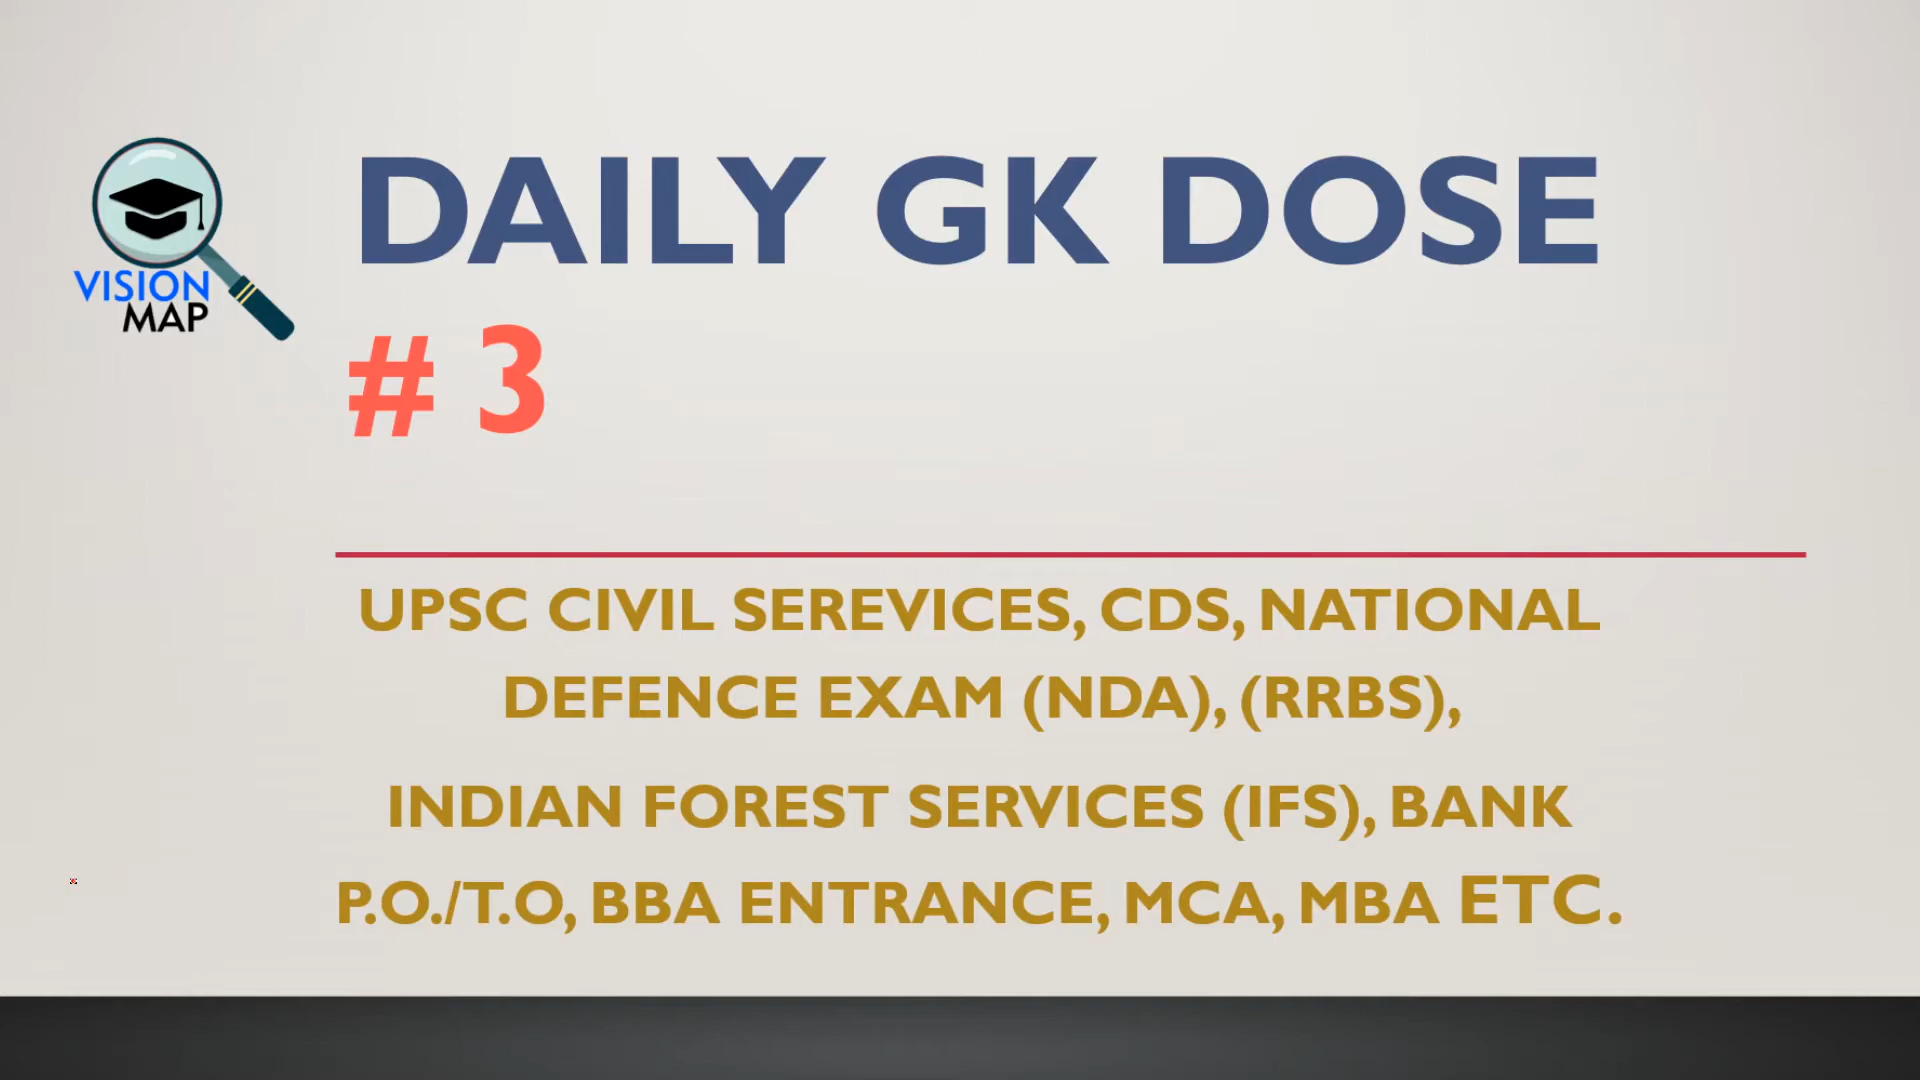 VISION
MAP
DAILY GK DOSE
# 3
UPSC CIVIL SEREVICES, CDS, NATIONAL
DEFENCE EXAM (NDA), (RRBS),
INDIAN FOREST SERVICES (IFS), BANK
P.O./T.O, BBA ENTRANCE, MCA, MBA ETC.